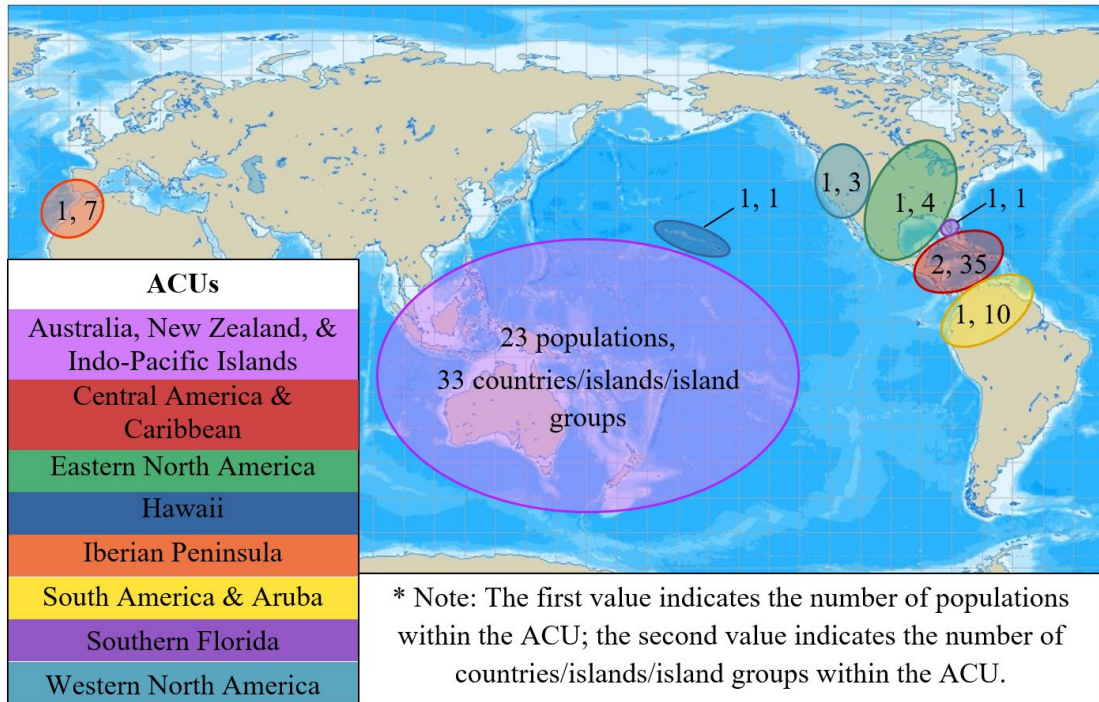 1, 7
1, 1
1, 3
1, 4
1, 1
2, 35
1, 10
23 populations,
33 countries/islands/island
groups
ACUs
Australia, New Zealand, &
Indo-Pacific Islands
Central America &
Caribbean
Eastern North America
Hawaii
Iberian Peninsula
South America & Aruba
Southern Florida
Western North America
* Note: The first value indicates the number of populations
within the ACU; the second value indicates the number of
countries/islands/island groups within the ACU.